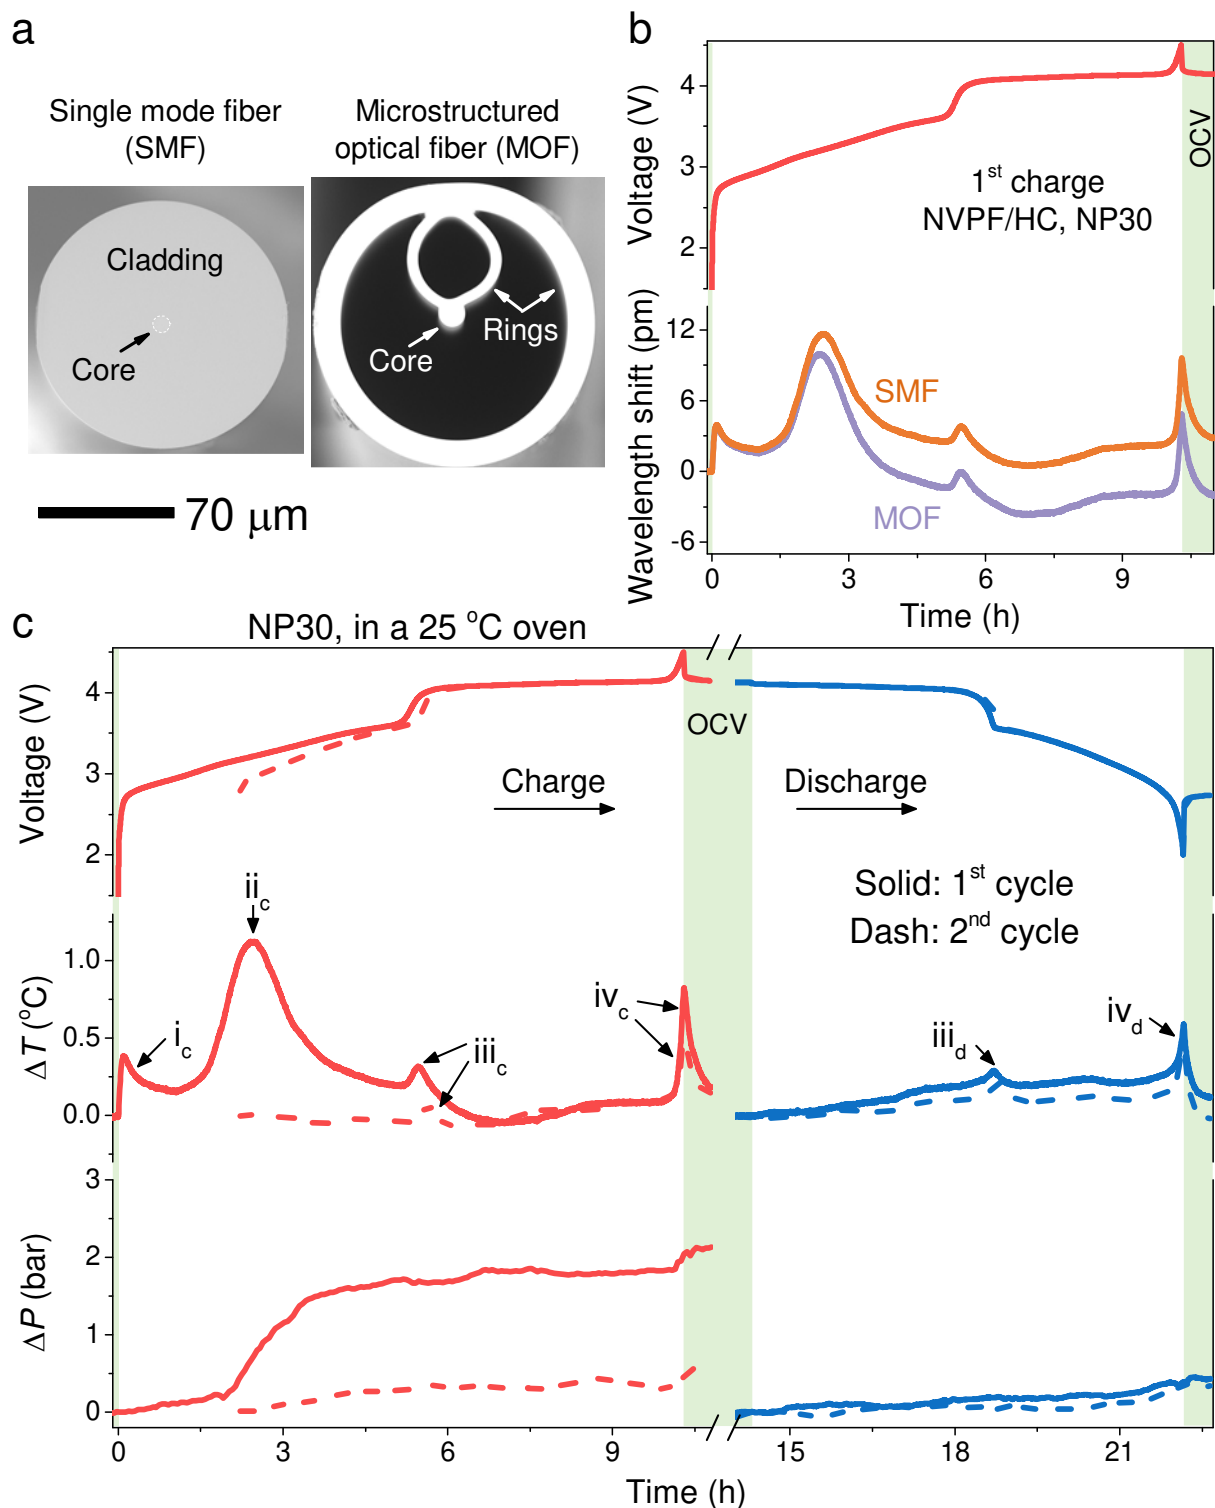 a
Single mode fiber
(SMF)
Microstructured
optical fiber (MOF)
Cladding
Core
Core
Rings
70 μm
b
Voltage (V)
4
3
2
1st charge
NVPF/HC, NP30
OCV
Wavelength shift (pm)
12
6
0
-6
SMF
MOF
0 3 6 9
Time (h)
c
NP30, in a 25 °C oven
Voltage (V)
4
3
2
OCV
Charge
Discharge
Solid: 1st cycle
Dash: 2nd cycle
ΔT (°C)
1.0
0.5
0.0
ic
iic
iiic
ivc
iiid
ivd
ΔP (bar)
3
2
1
0
0 3 6 9 15 18 21
Time (h)